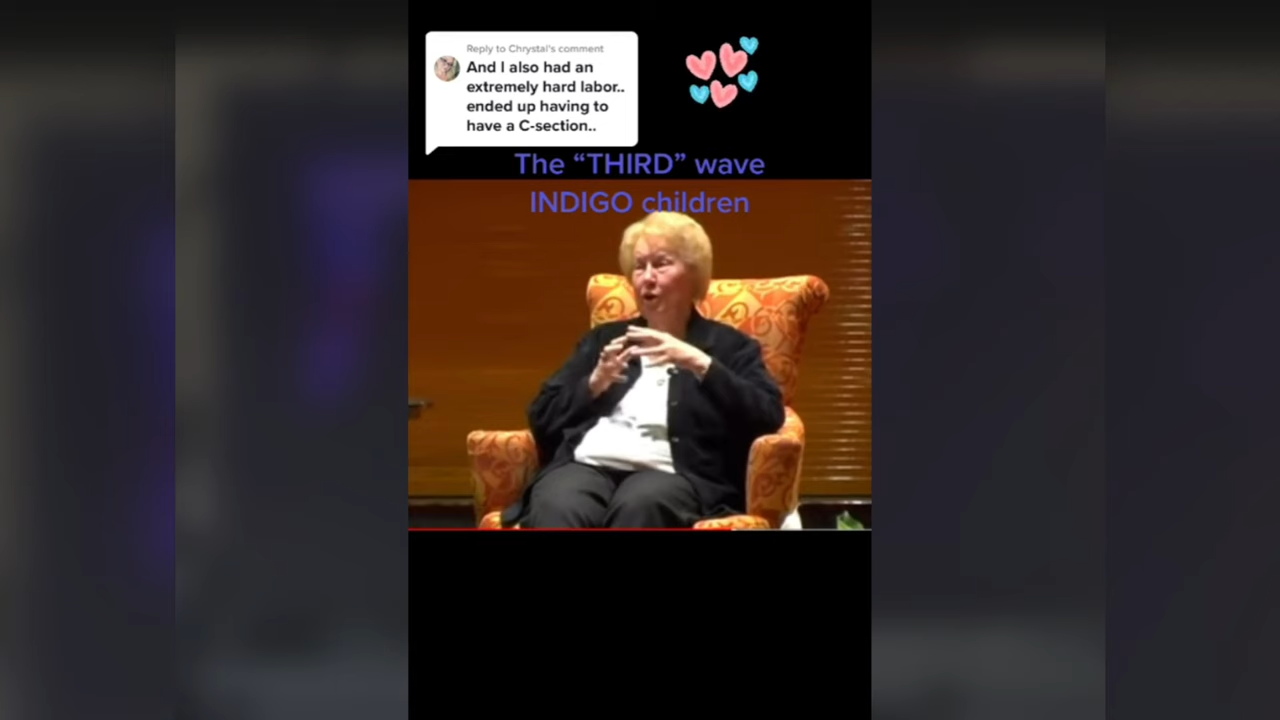 Reply to Chrystal's comment
And I also had an
extremely hard labor..
ended up having to
have a C-section..
The “THIRD” wave
INDIGO children